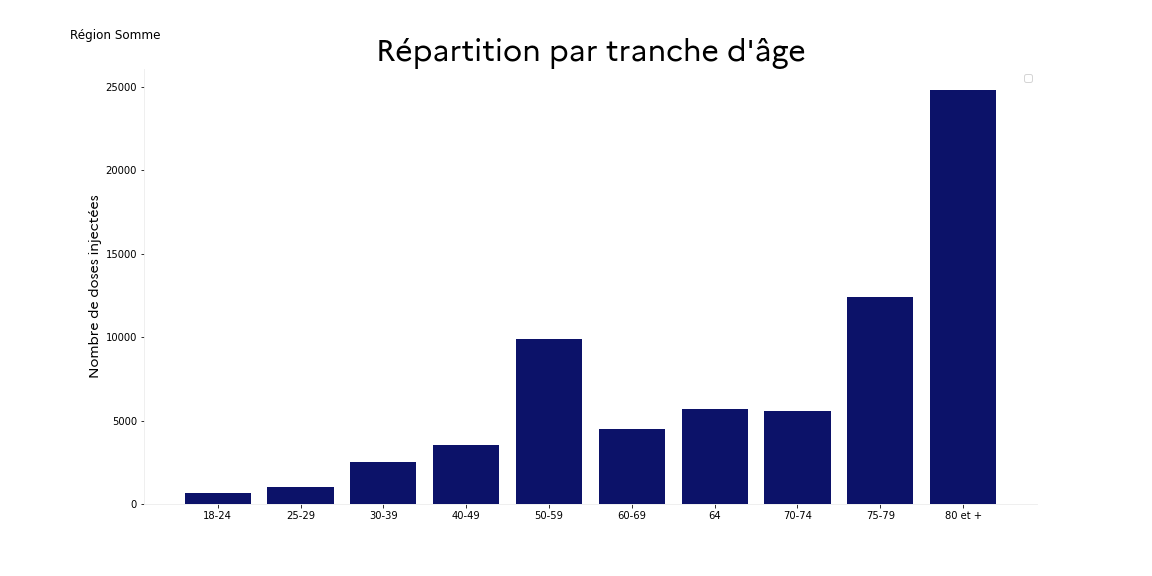 Région Somme
Répartition par tranche d'âge
Nombre de doses injectées
25000
20000
15000
10000
5000
0
18-24 25-29 30-39 40-49 50-59 60-69 64 70-74 75-79 80 et +